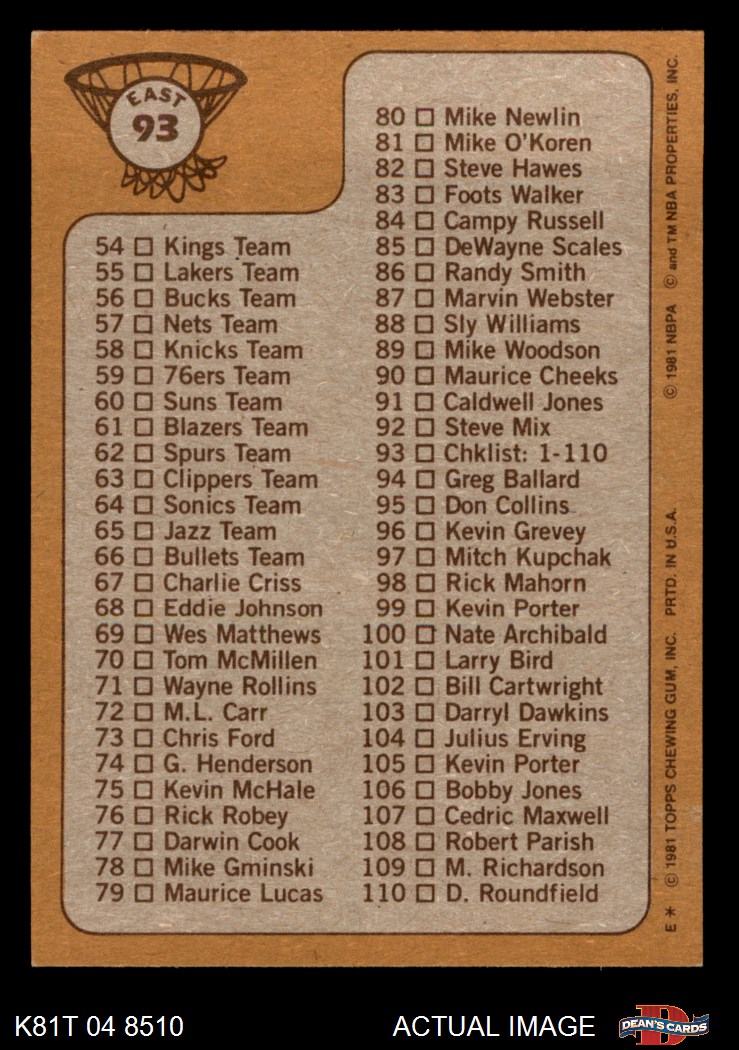 EAST
93
54 □ Kings Team
55 □ Lakers Team
56 □ Bucks Team
57 □ Nets Team
58 □ Knicks Team
59 □ 76ers Team
60 □ Suns Team
61 □ Blazers Team
62 □ Spurs Team
63 □ Clippers Team
64 □ Sonics Team
65 □ Jazz Team
66 □ Bullets Team
67 □ Charlie Criss
68 □ Eddie Johnson
69 □ Wes Matthews
70 □ Tom McMillen
71 □ Wayne Rollins
72 □ M.L. Carr
73 □ Chris Ford
74 □ G. Henderson
75 □ Kevin McHale
76 □ Rick Robey
77 □ Darwin Cook
78 □ Mike Gminski
79 □ Maurice Lucas
80 □ Mike Newlin
81 □ Mike O'Koren
82 □ Steve Hawes
83 □ Foots Walker
84 □ Campy Russell
85 □ DeWayne Scales
86 □ Randy Smith
87 □ Marvin Webster
88 □ Sly Williams
89 □ Mike Woodson
90 □ Maurice Cheeks
91 □ Caldwell Jones
92 □ Steve Mix
93 □ Chklist: 1-110
94 □ Greg Ballard
95 □ Don Collins
96 □ Kevin Grevey
97 □ Mitch Kupchak
98 □ Rick Mahorn
99 □ Kevin Porter
100 □ Nate Archibald
101 □ Larry Bird
102 □ Bill Cartwright
103 □ Darryl Dawkins
104 □ Julius Erving
105 □ Kevin Porter
106 □ Bobby Jones
107 □ Cedric Maxwell
108 □ Robert Parish
109 □ M. Richardson
110 □ D. Roundfield
E * © 1981 TOPPS CHEWING GUM, INC. PRTD. IN U.S.A. © 1981 NBPA © and TM NBA PROPERTIES, INC.
K81T 04 8510
ACTUAL IMAGE
D
DEAN'S CARDS